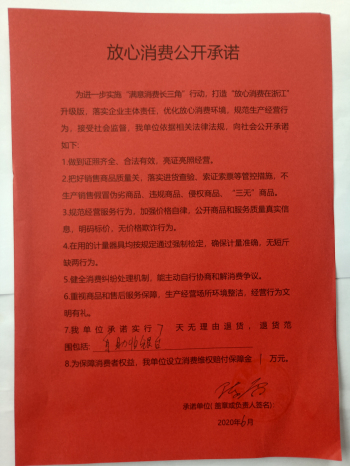 放心消费公开承诺
为进一步实施“满意消费长三角”行动，打造“放心消费在浙江”
升级版，落实企业主体责任，优化放心消费环境，规范生产经营行
为，接受社会监督，我单位依据相关法律法规，向社会公开承诺
如下：
1.做到证照齐全、合法有效，亮证亮照经营。
2.把好销售商品质量关，落实进货查验、索证索票等管控措施，不
生产销售假冒伪劣商品、违规商品、侵权商品、“三无”商品。
3.规范经营服务行为，加强价格自律，公开商品和服务质量真实信
息，明码标价，无价格欺诈行为。
4.在用的计量器具均按规定通过强制检定，确保计量准确，无短斤
缺两行为。
5.健全消费纠纷处理机制，能主动自行协商和解消费争议。
6.重视商品和售后服务保障，生产经营场所环境整洁，经营行为文
明有礼。
7.我单位承诺实行 7 天无理由退货，退货范
围包括:
8.为保障消费者权益，我单位设立消费维权赔付保障金 1 万元。
承诺单位（盖章或负责人签名）:
2020年6月